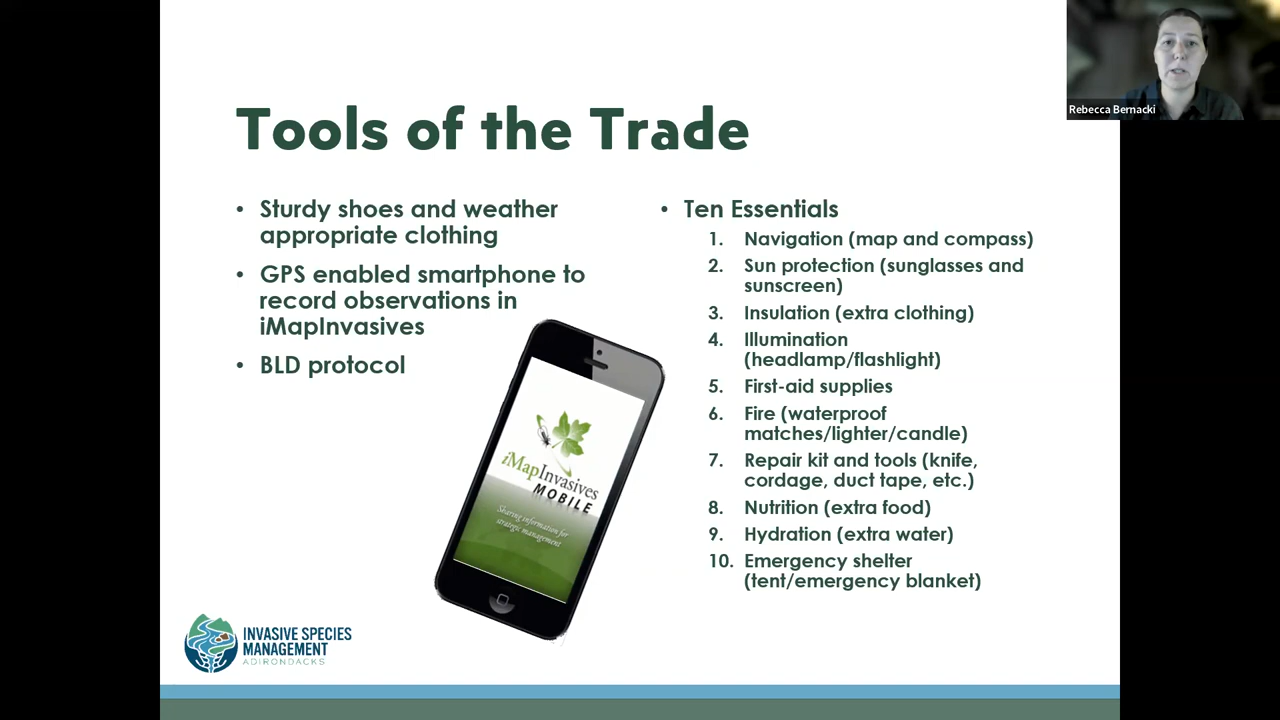 Rebecca Bernacki
Tools of the Trade
• Sturdy shoes and weather
appropriate clothing
• GPS enabled smartphone to
record observations in
iMapInvasives
• BLD protocol
iMapInvasives
MOBILE
Sharing information for
strategic management
• Ten Essentials
1. Navigation (map and compass)
2. Sun protection (sunglasses and
sunscreen)
3. Insulation (extra clothing)
4. Illumination
(headlamp/flashlight)
5. First-aid supplies
6. Fire (waterproof
matches/lighter/candle)
7. Repair kit and tools (knife,
cordage, duct tape, etc.)
8. Nutrition (extra food)
9. Hydration (extra water)
10. Emergency shelter
(tent/emergency blanket)
INVASIVE SPECIES
MANAGEMENT
ADIRONDACKS